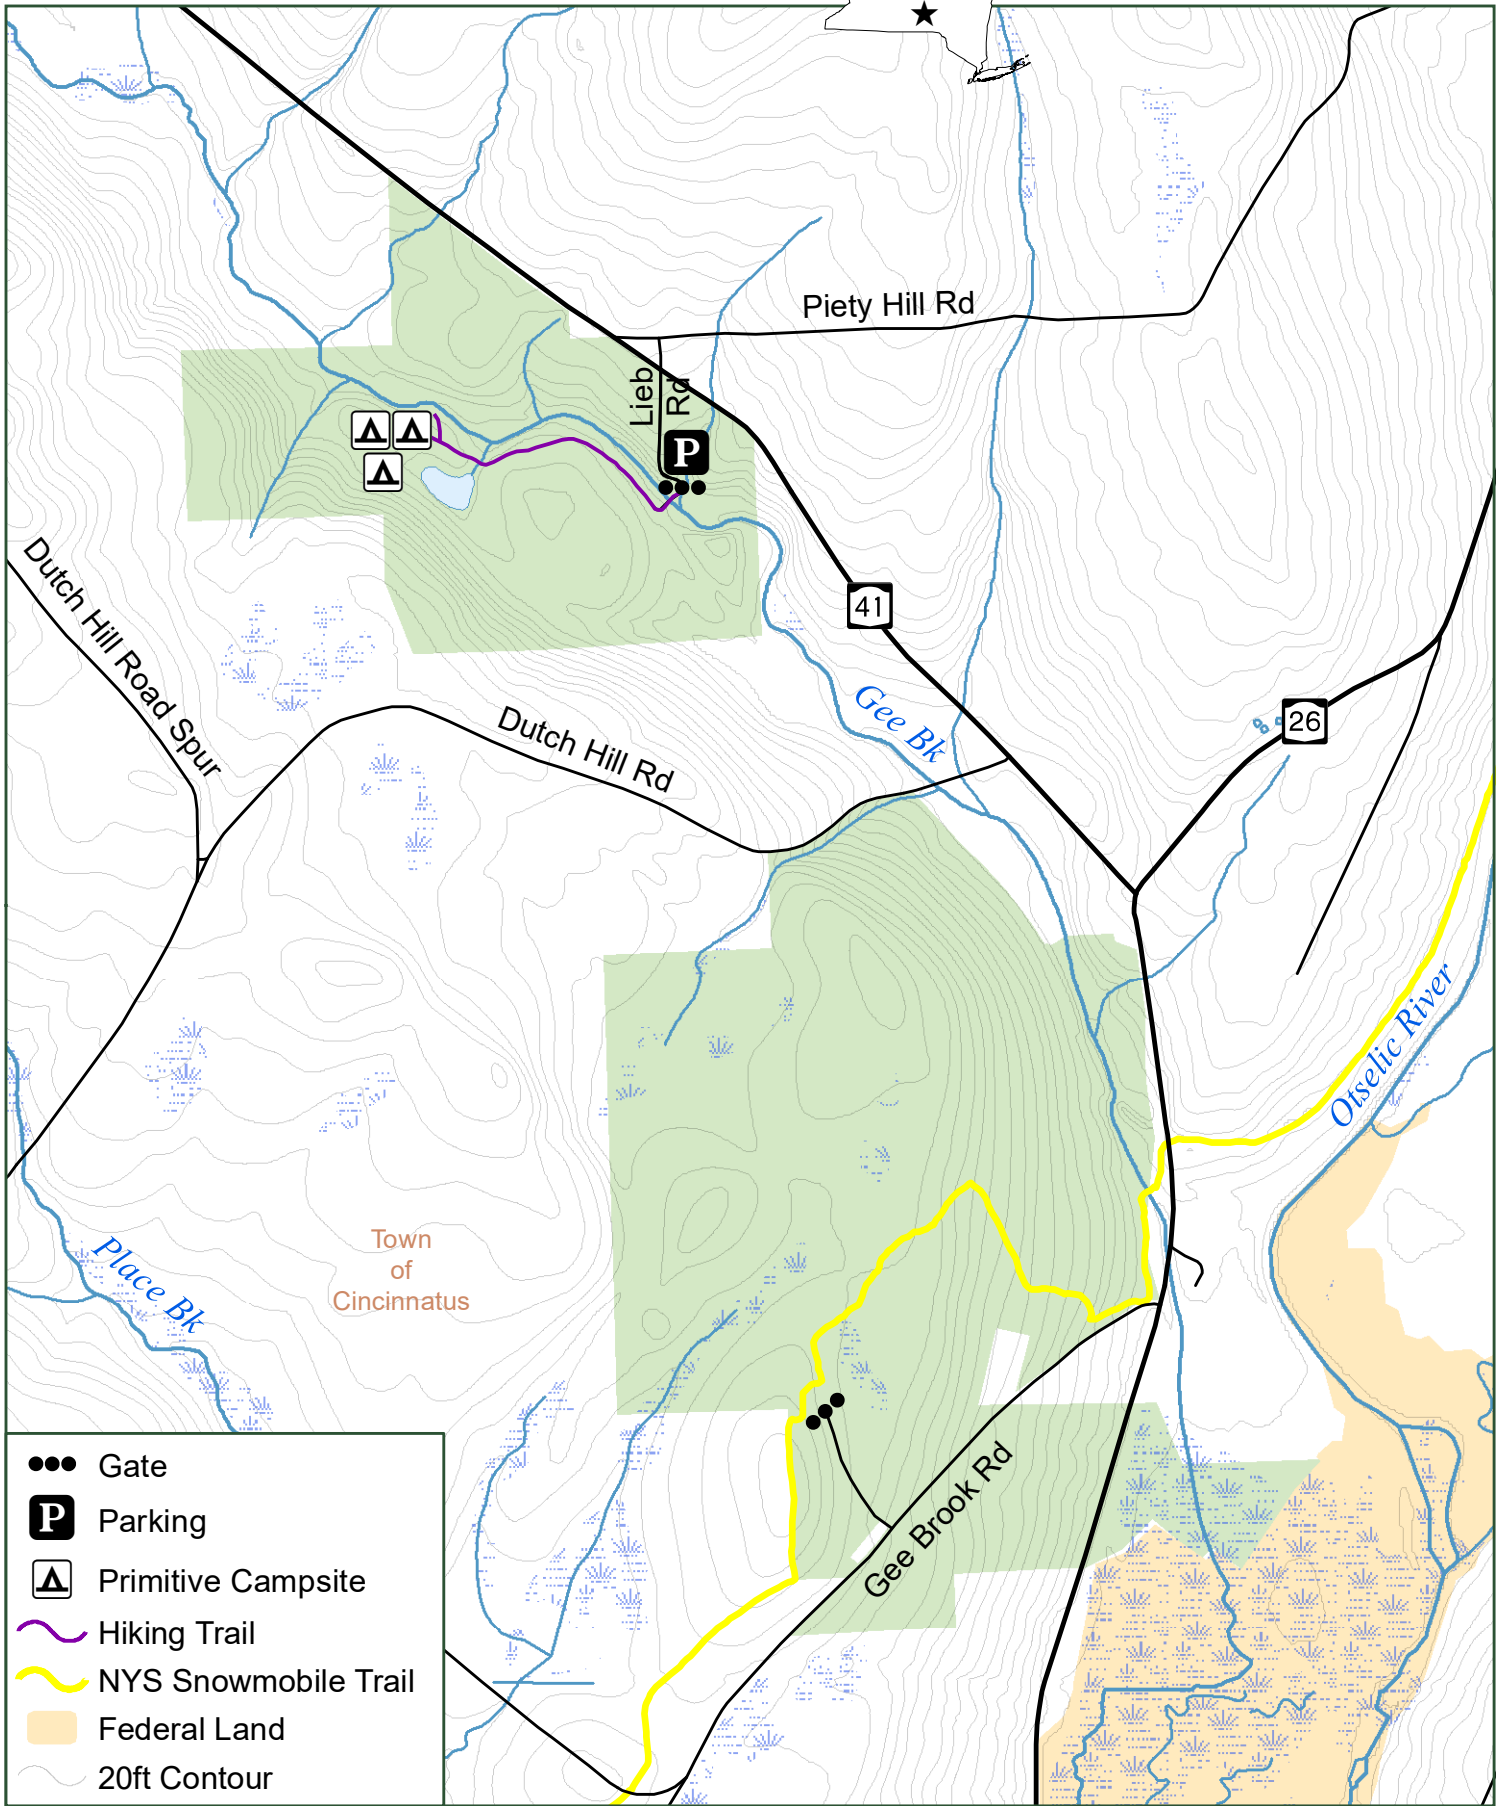 Piety Hill Rd
Lieb
Rd
P
41
Dutch Hill Road Spur
Gee Bk
26
Dutch Hill Rd
Otselic River
Town
of
Cincinnatus
Place Bk
Gee Brook Rd
Gate
P Parking
Primitive Campsite
Hiking Trail
NYS Snowmobile Trail
Federal Land
20ft Contour